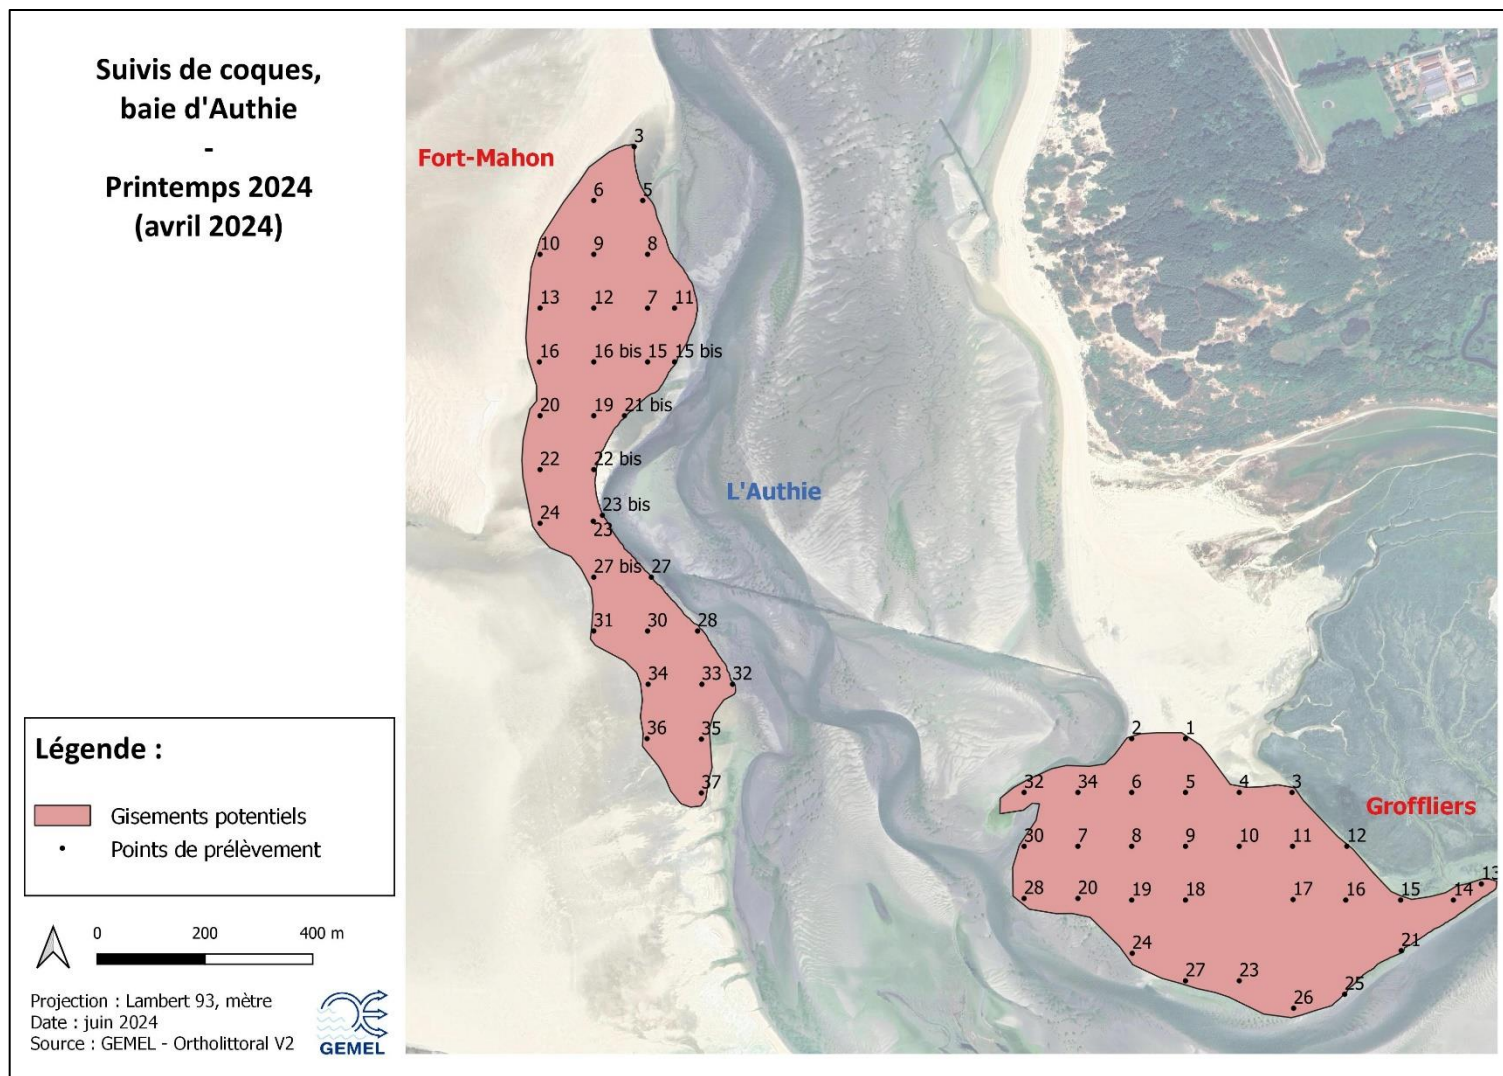 Suivis de coques,
baie d'Authie
-
Printemps 2024
(avril 2024)
Légende :
Gisements potentiels
Points de prélèvement
0 200 400 m
Projection : Lambert 93, mètre
Date : juin 2024
Source : GEMEL - Ortholittoral V2
GEMEL
Fort-Mahon
3
6 5
10 9 8
13 12 7 11
16 16 bis 15 15 bis
20 19 21 bis
22 22 bis
L'Authie
23 bis
24 23
27 bis 27
31 30 28
34 33 32
36 35
37
2 1
32 34 6 5 4 3
Groffliers
30 7 8 9 10 11 12
13
28 20 19 18 17 16 15 14
24 21
27 23 25
26